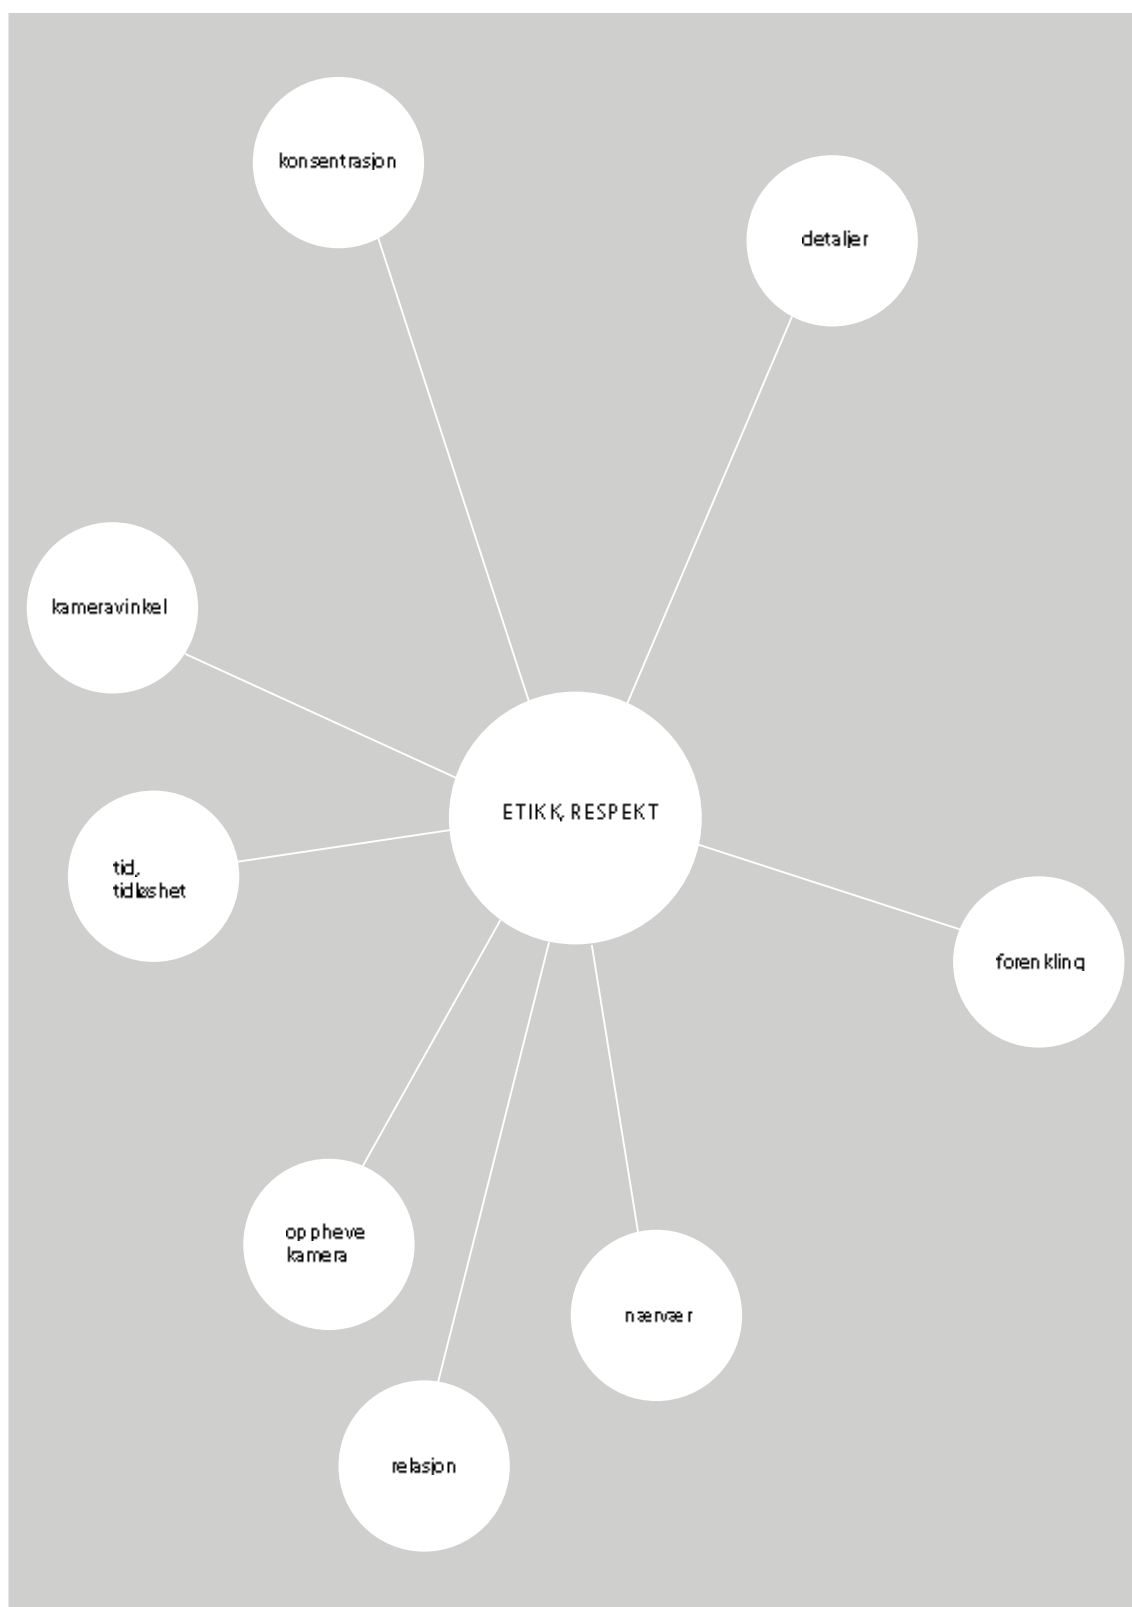 konsentrasjon
detaljer
kameravinkel
ETIKK, RESPEKT
tid,
tidløshet
forenkling
oppheve
kamera
nærvær
relasjon